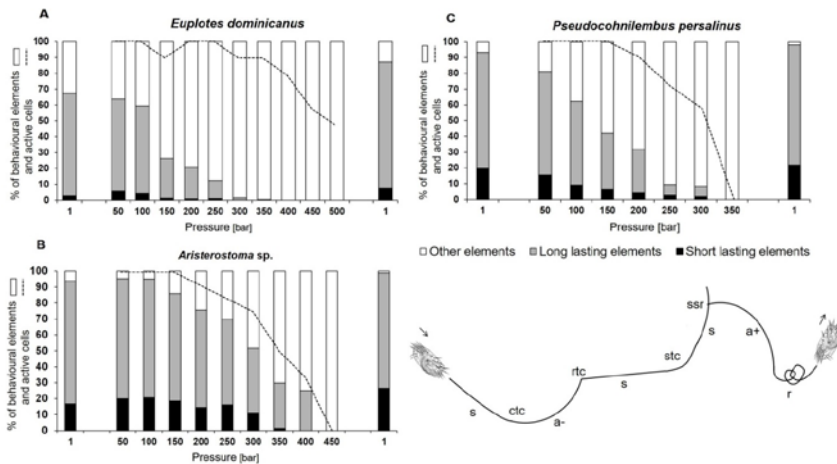 A
Euplotes dominicanus
% of behavioural elements and active cells
100
90
80
70
60
50
40
30
20
10
0
1 50 100 150 200 250 300 350 400 450 500 1
Pressure [bar]
B
Aristerostoma sp.
% of behavioural elements and active cells
100
90
80
70
60
50
40
30
20
10
0
1 50 100 150 200 250 300 350 400 450 1
Pressure [bar]
C
Pseudocohnilembus persalinus
% of behavioural elements and active cells
100
90
80
70
60
50
40
30
20
10
0
1 50 100 150 200 250 300 350 1
Pressure [bar]
Other elements Long lasting elements Short lasting elements
s
ctc
a-
rtc
s
stc
ssr
s
a+
r